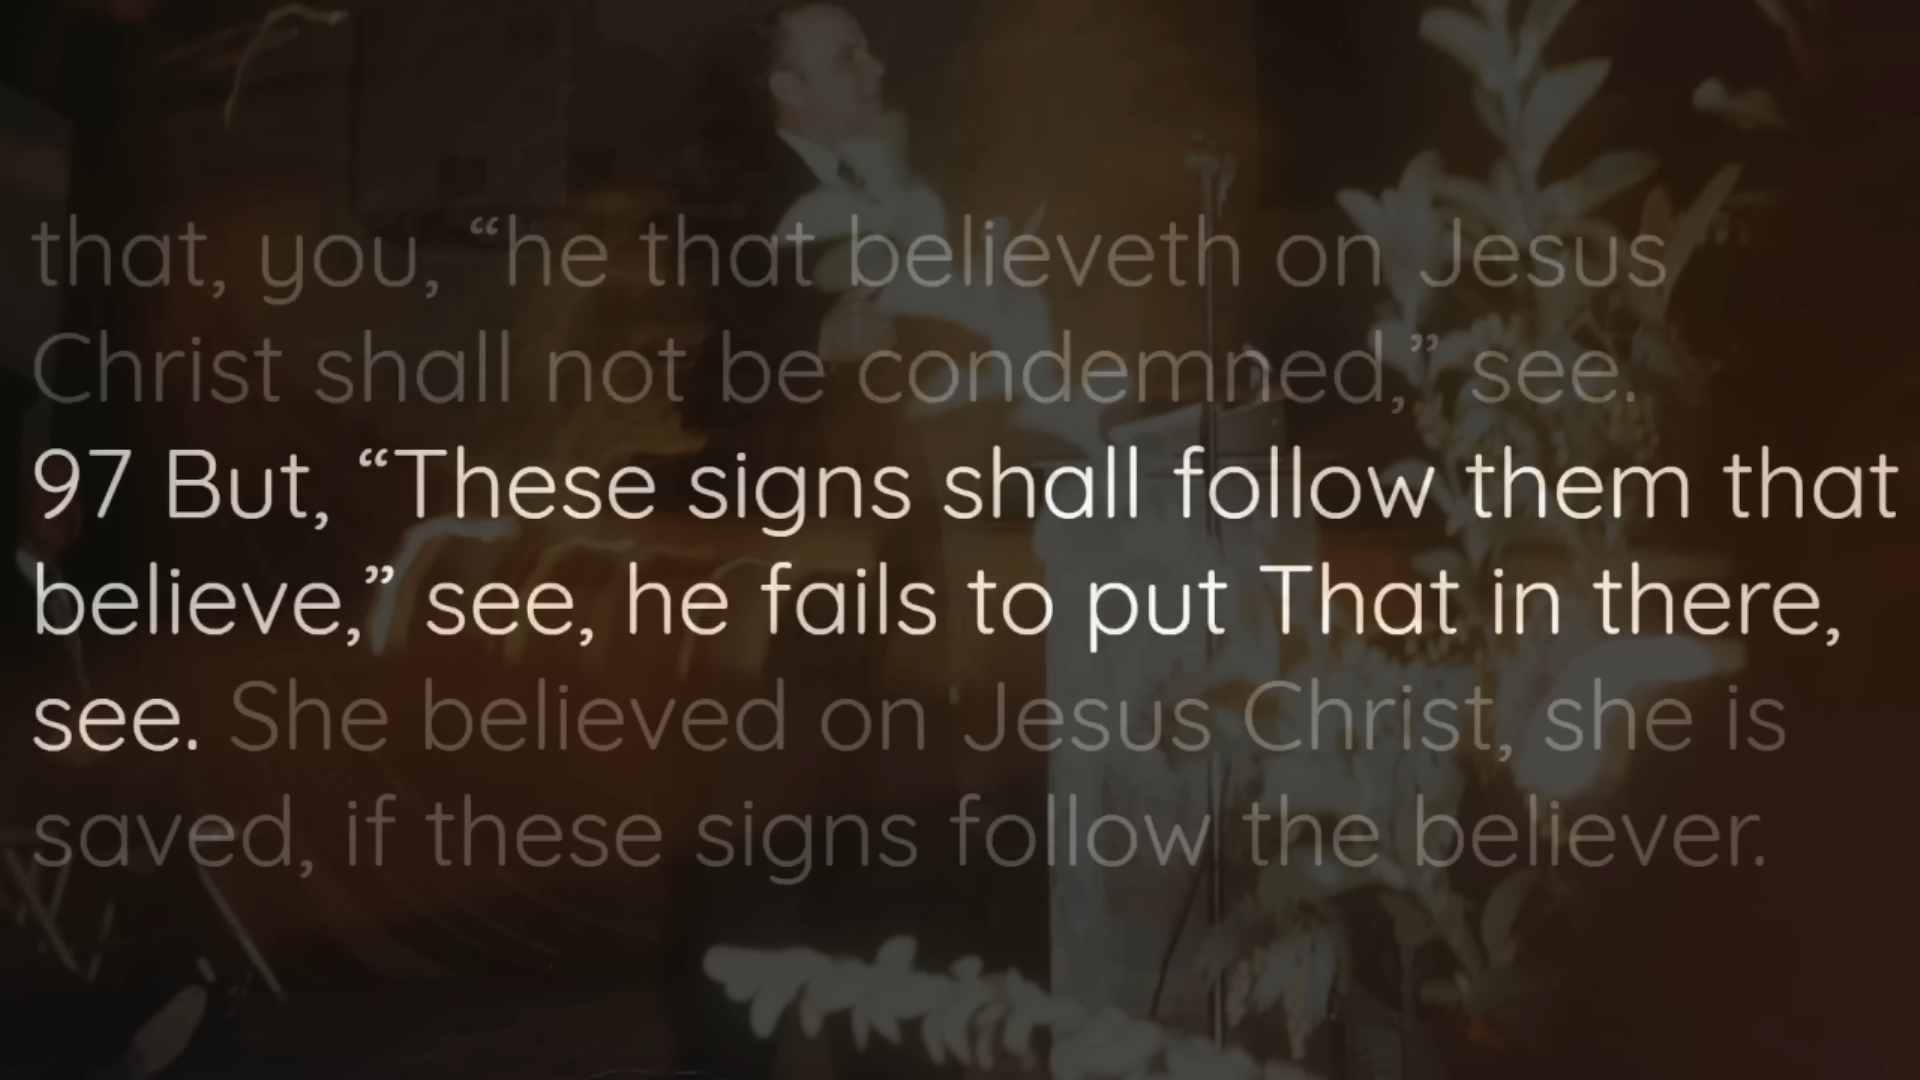 that, you, “he that believeth on Jesus
Christ shall not be condemned,” see.
97 But, “These signs shall follow them that
believe,” see, he fails to put That in there,
see. She believed on Jesus Christ, she is
saved, if these signs follow the believer.